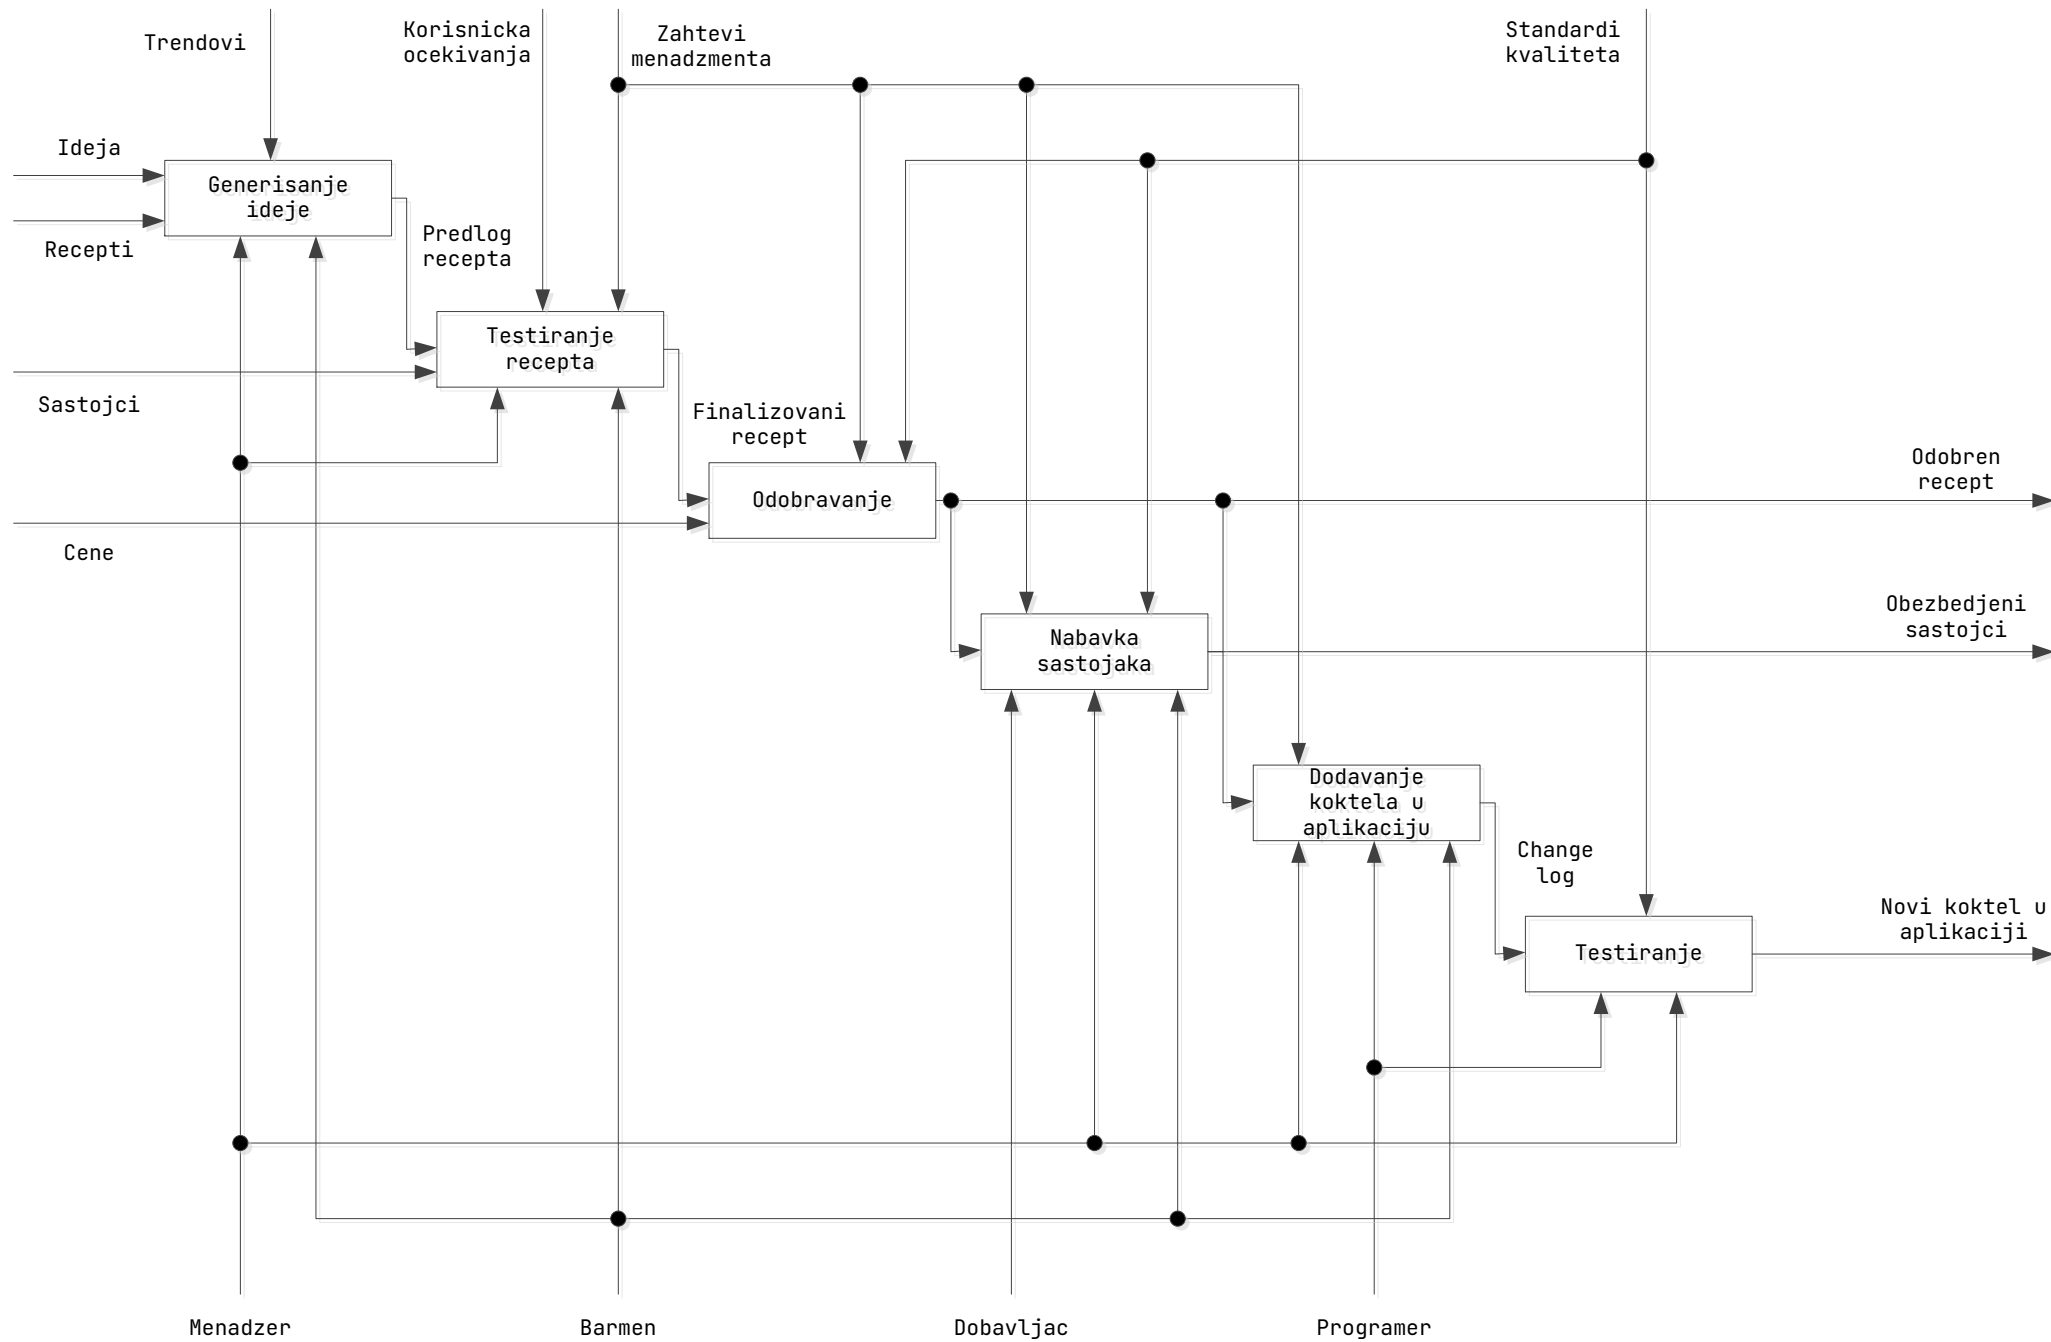 Trendovi
Korisnicka
ocekivanja
Zahtevi
menadzmenta
Standardi
kvaliteta
Ideja
Recepti
Generisanje
ideje
Predlog
recepta
Testiranje
recepta
Sastojci
Finalizovani
recept
Odobravanje
Cene
Odobren
recept
Nabavka
sastojaka
Obezbedjeni
sastojci
Dodavanje
koktela u
aplikaciju
Change
log
Testiranje
Novi koktel u
aplikaciji
Menadzer
Barmen
Dobavljac
Programer